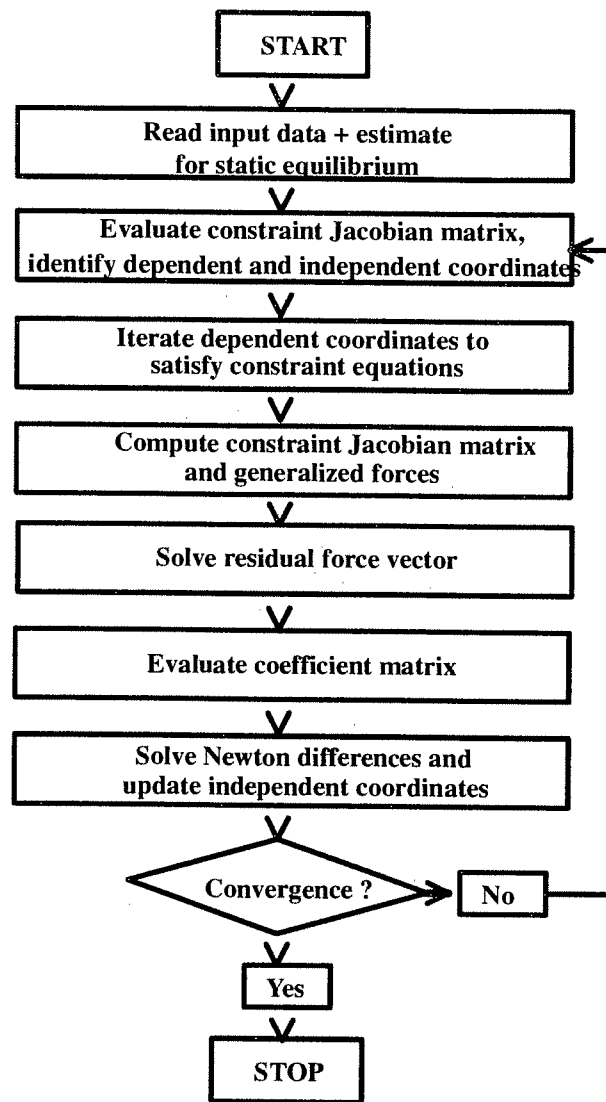 START
Read input data + estimate
for static equilibrium
Evaluate constraint Jacobian matrix,
identify dependent and independent coordinates
Iterate dependent coordinates to
satisfy constraint equations
Compute constraint Jacobian matrix
and generalized forces
Solve residual force vector
Evaluate coefficient matrix
Solve Newton differences and
update independent coordinates
Convergence ?
No
Yes
STOP